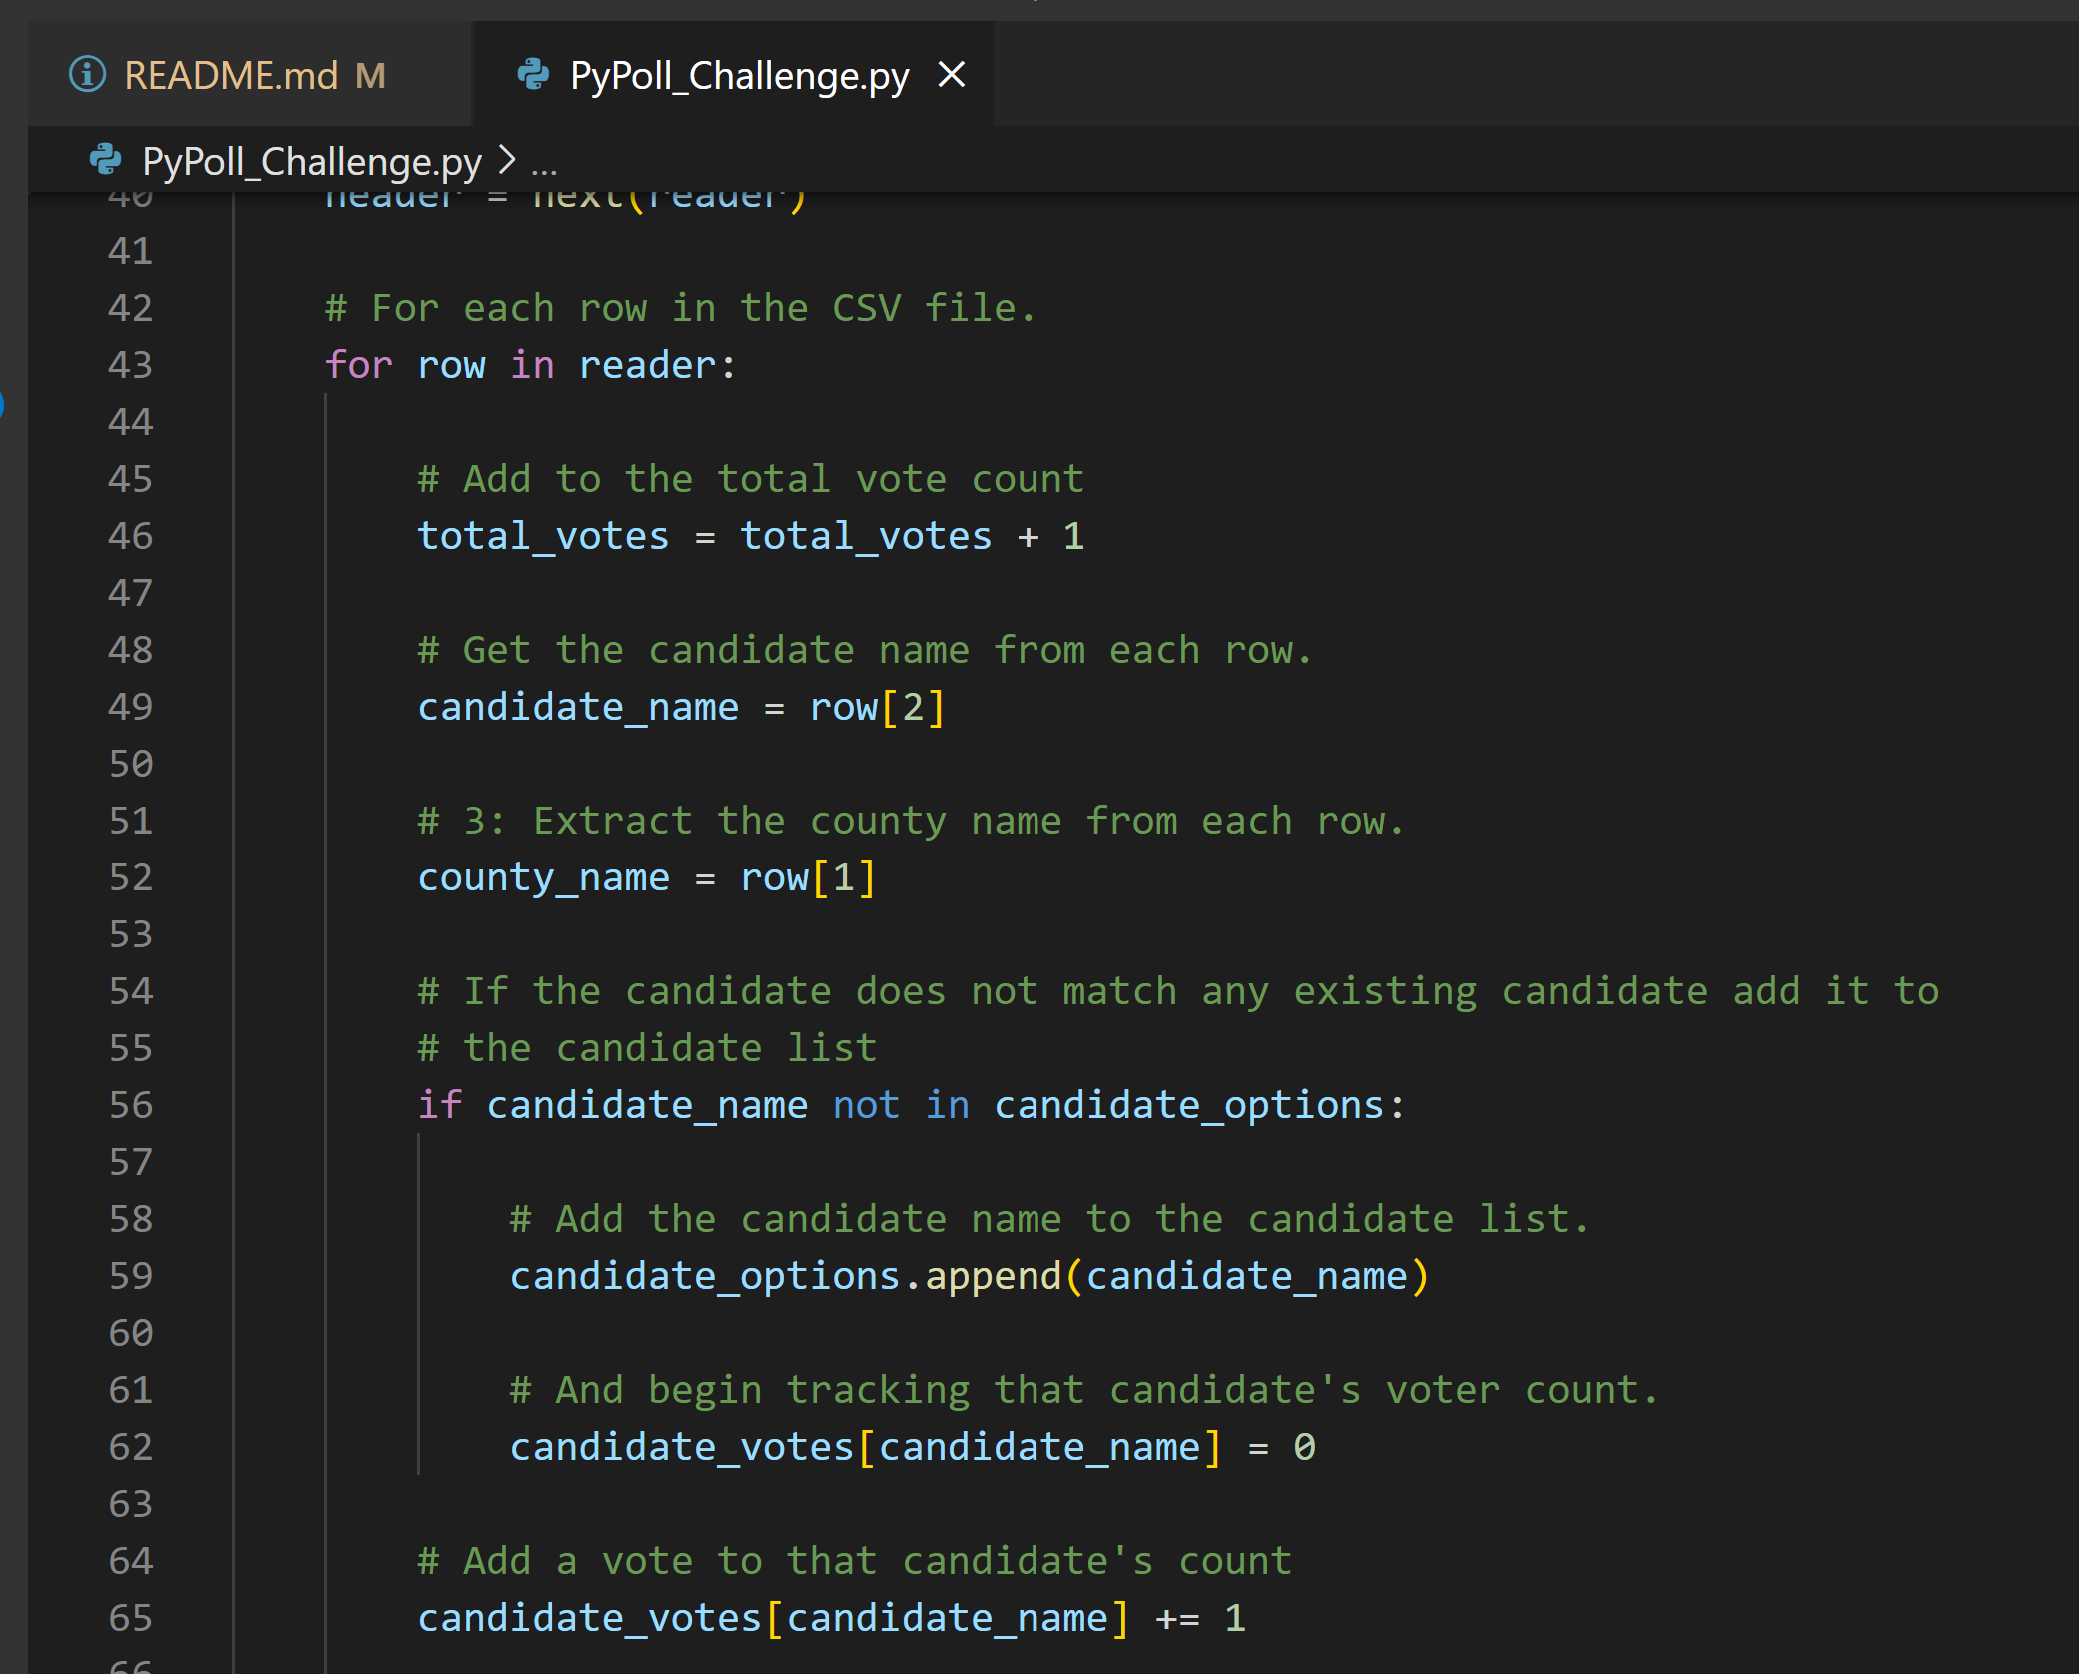 README.md M
PyPoll_Challenge.py
PyPoll_Challenge.py > ...
40 header = next(reader)
41
42 # For each row in the CSV file.
43 for row in reader:
44
45 # Add to the total vote count
46 total_votes = total_votes + 1
47
48 # Get the candidate name from each row.
49 candidate_name = row[2]
50
51 # 3: Extract the county name from each row.
52 county_name = row[1]
53
54 # If the candidate does not match any existing candidate add it to
55 # the candidate list
56 if candidate_name not in candidate_options:
57
58 # Add the candidate name to the candidate list.
59 candidate_options.append(candidate_name)
60
61 # And begin tracking that candidate's voter count.
62 candidate_votes[candidate_name] = 0
63
64 # Add a vote to that candidate's count
65 candidate_votes[candidate_name] += 1
66